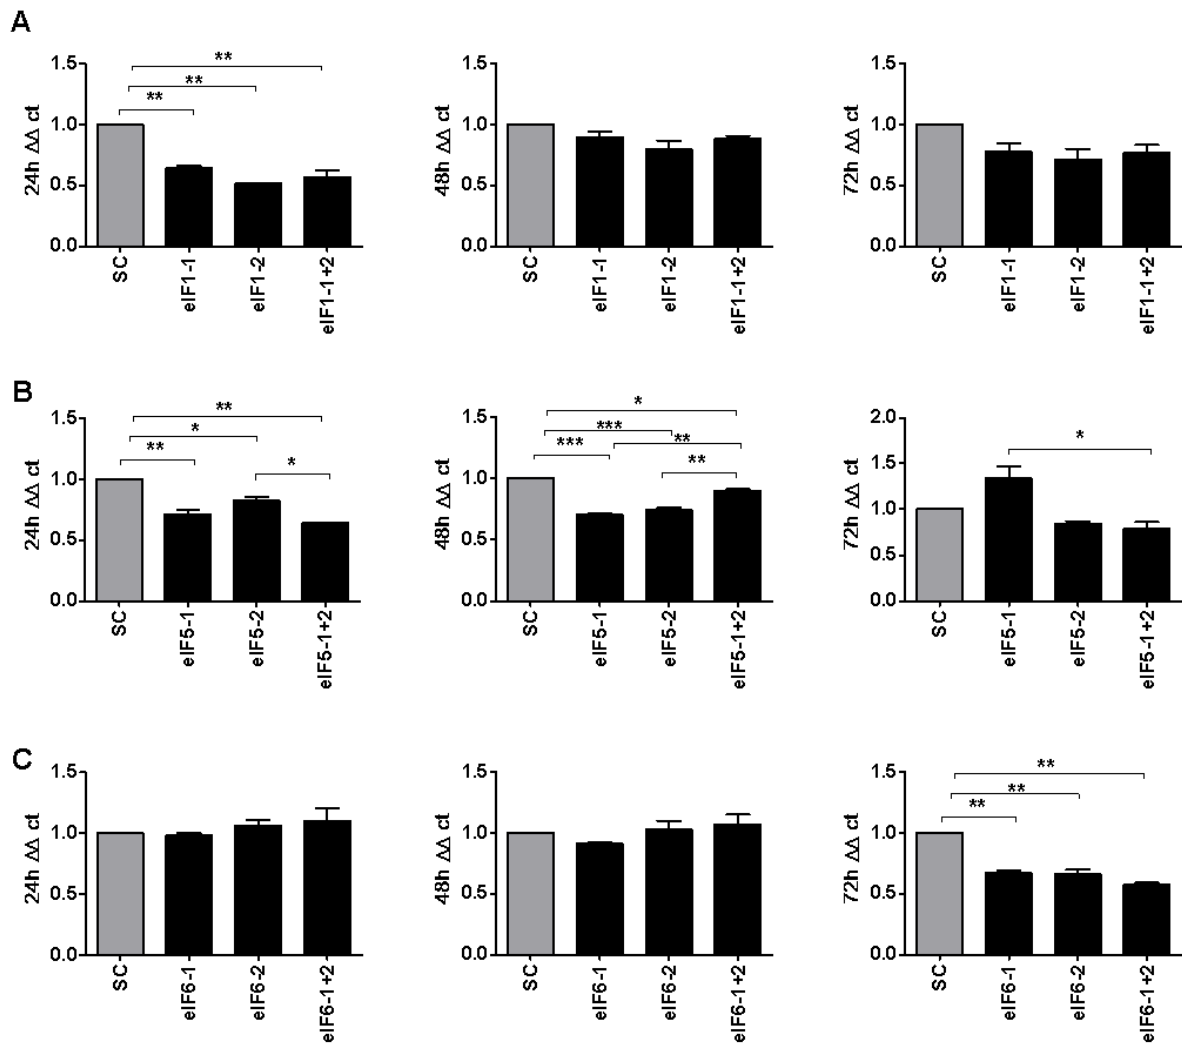 A
24h ΔΔ ct
1.5
1.0
0.5
0.0
**
**
**
SC
eIF1-1
eIF1-2
eIF1-1+2
48h ΔΔ ct
1.5
1.0
0.5
0.0
SC
eIF1-1
eIF1-2
eIF1-1+2
72h ΔΔ ct
1.5
1.0
0.5
0.0
SC
eIF1-1
eIF1-2
eIF1-1+2
B
24h ΔΔ ct
1.5
1.0
0.5
0.0
**
*
**
*
SC
eIF5-1
eIF5-2
eIF5-1+2
48h ΔΔ ct
1.5
1.0
0.5
0.0
*
***
***
**
**
SC
eIF5-1
eIF5-2
eIF5-1+2
72h ΔΔ ct
2.0
1.5
1.0
0.5
0.0
*
SC
eIF5-1
eIF5-2
eIF5-1+2
C
24h ΔΔ ct
1.5
1.0
0.5
0.0
SC
eIF6-1
eIF6-2
eIF6-1+2
48h ΔΔ ct
1.5
1.0
0.5
0.0
SC
eIF6-1
eIF6-2
eIF6-1+2
72h ΔΔ ct
1.5
1.0
0.5
0.0
**
**
**
SC
eIF6-1
eIF6-2
eIF6-1+2